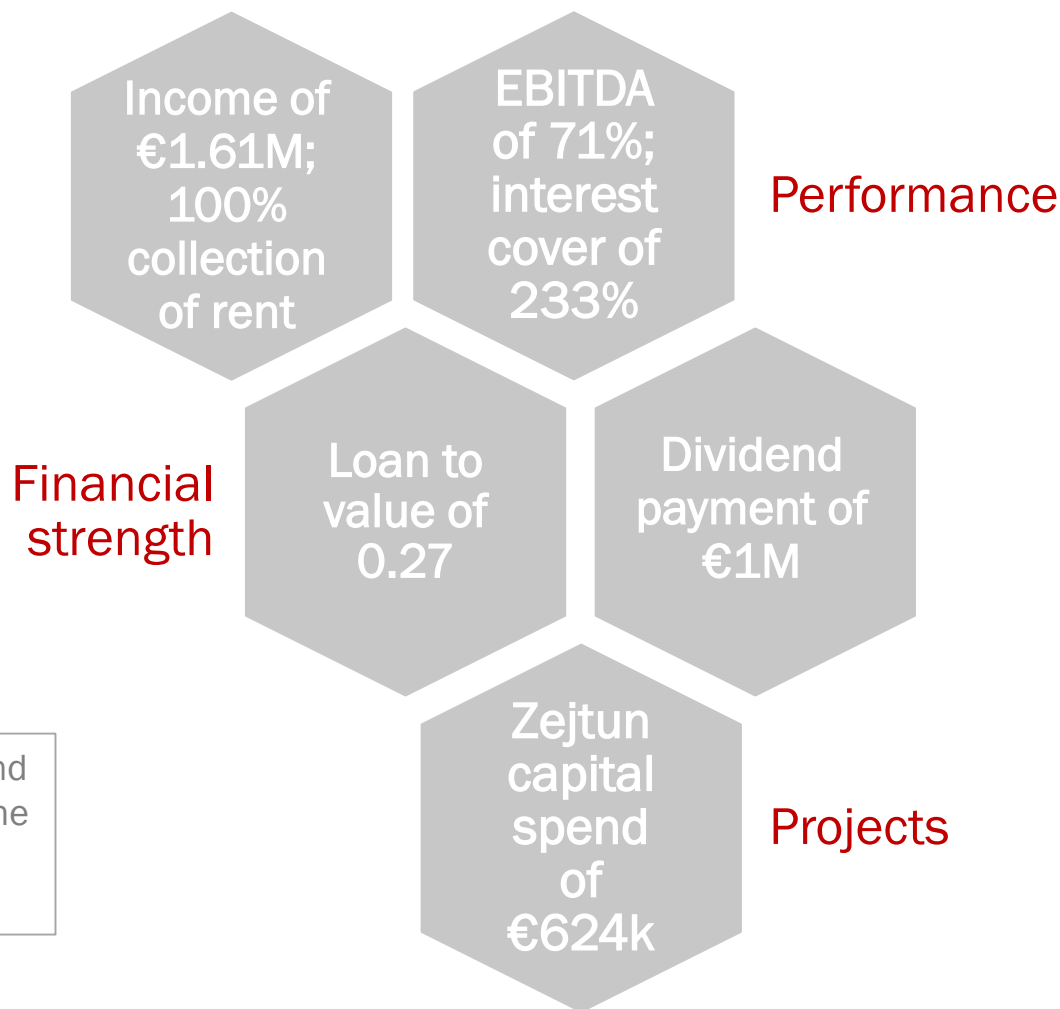 Income of
€1.61M;
100%
collection
of rent
EBITDA
of 71%;
interest
cover of
233%
Performance
Financial
strength
Loan to
value of
0.27
Dividend
payment of
€1M
Zejtun
capital
spend
of
€624k
Projects